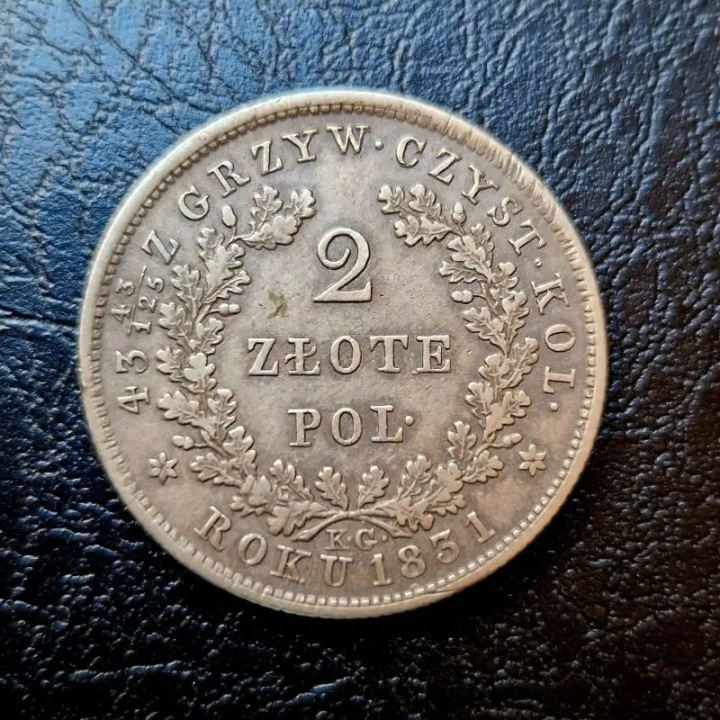 43 43/125 Z GRZYW · CZYST · KOL ·
2
ZŁOTE
POL·
K·G·
ROKU 1831